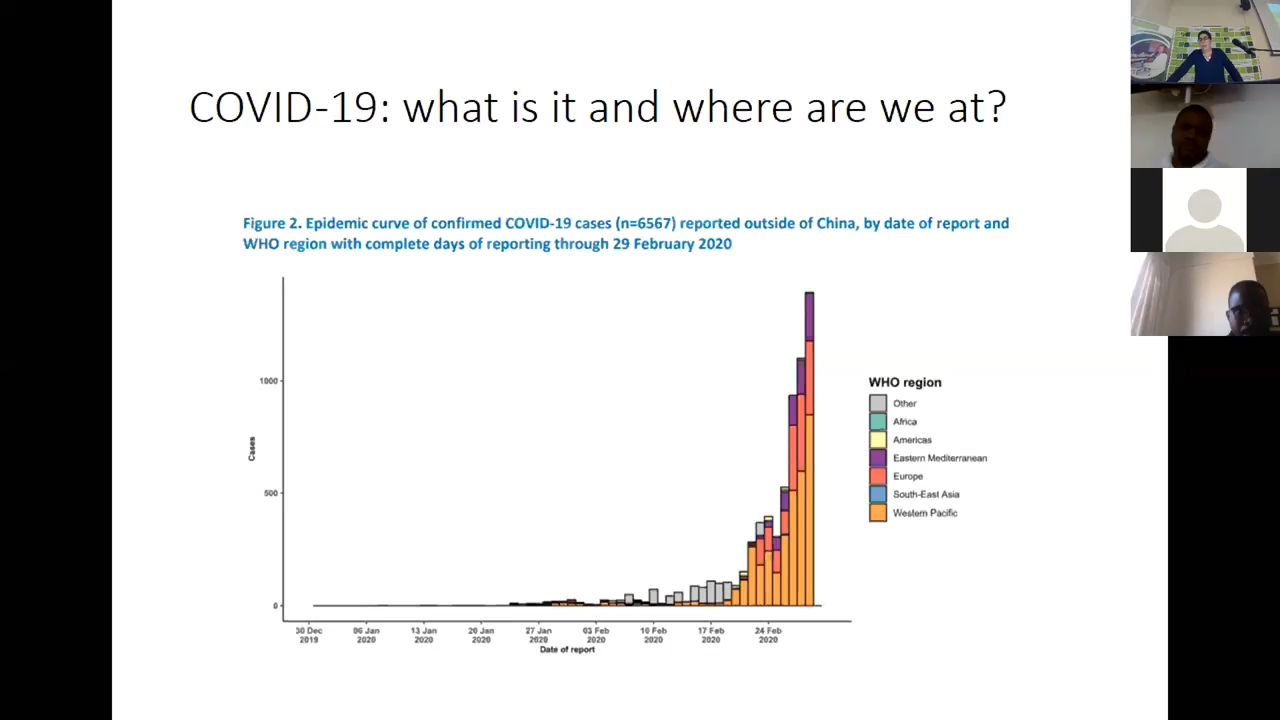 COVID-19: what is it and where are we at?
Figure 2. Epidemic curve of confirmed COVID-19 cases (n=6567) reported outside of China, by date of report and
WHO region with complete days of reporting through 29 February 2020
Cases
1000
500
0
30 Dec 2019
06 Jan 2020
13 Jan 2020
20 Jan 2020
27 Jan 2020
03 Feb 2020
10 Feb 2020
17 Feb 2020
24 Feb 2020
Date of report
WHO region
Other
Africa
Americas
Eastern Mediterranean
Europe
South-East Asia
Western Pacific